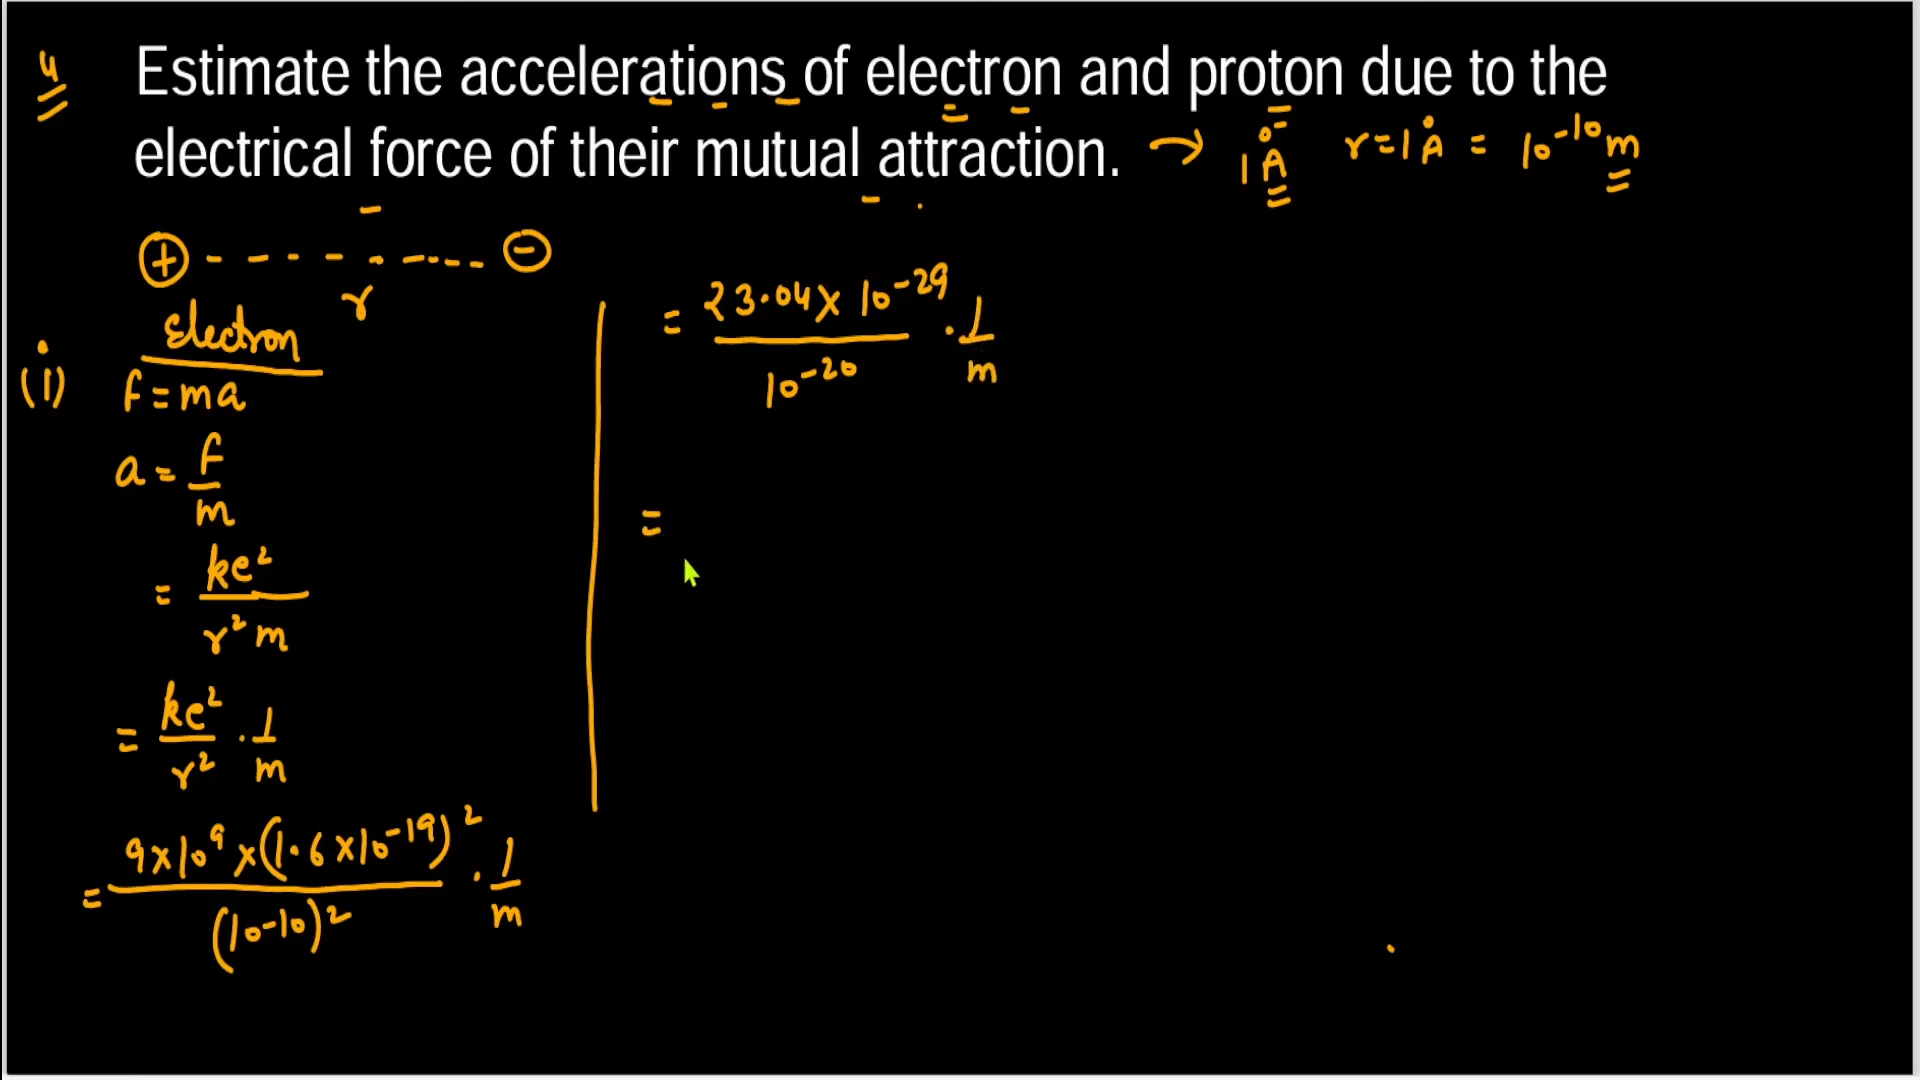 4 Estimate the accelerations of electron and proton due to the
electrical force of their mutual attraction. → 1Å r = 1Å = 10⁻¹⁰ m
+ - - - - - - - - −
r
Electron
(i) F = ma
a = F/m
= ke²/r²m
= ke²/r² · 1/m
= 9×10⁹×(1.6×10⁻¹⁹)²/(10⁻¹⁰)² · 1/m
= 23.04×10⁻²⁹/10⁻²⁰ · 1/m
=